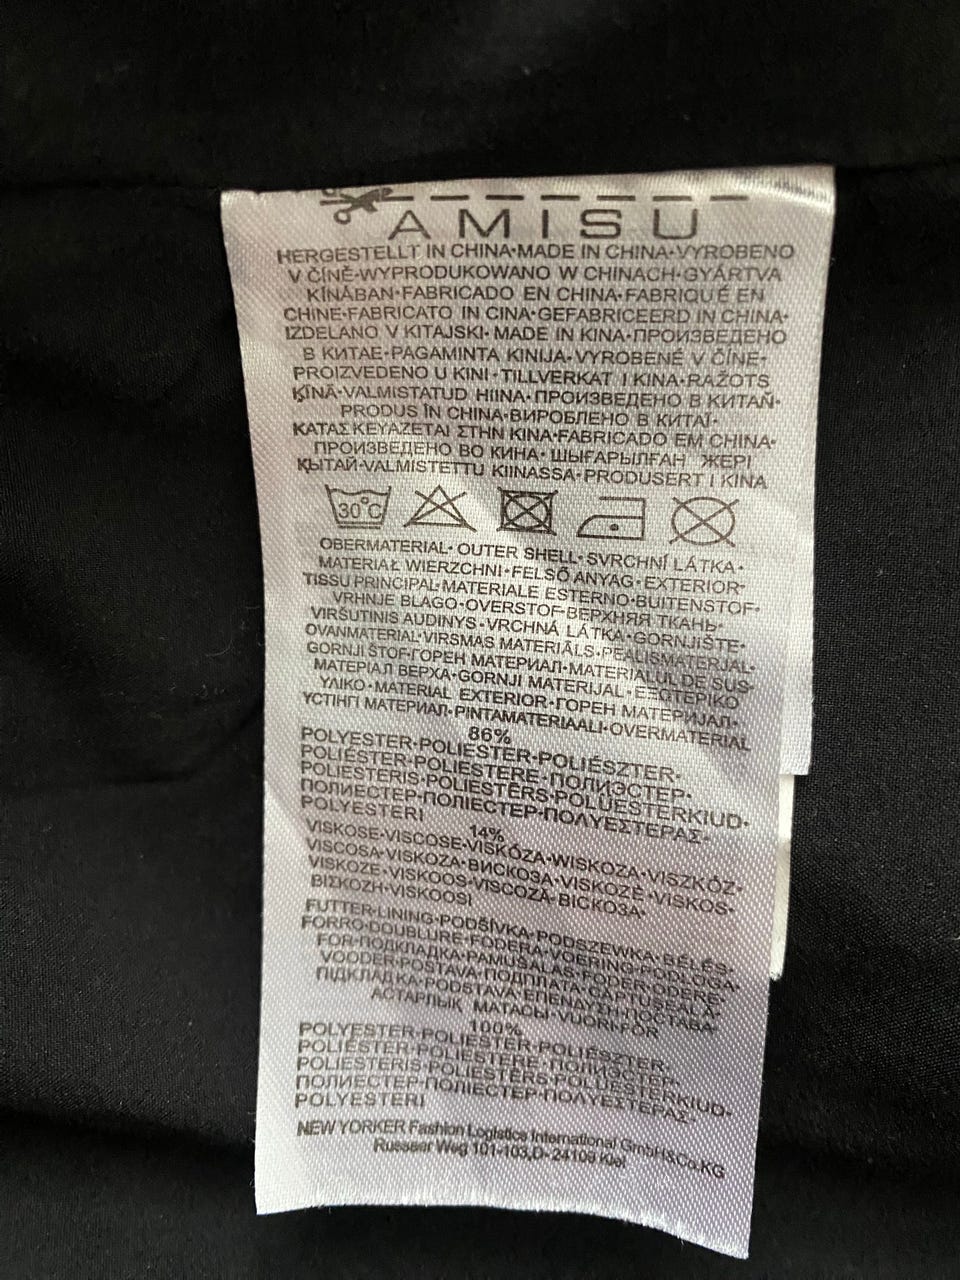 AMISU
HERGESTELLT IN CHINA•MADE IN CHINA•VYROBENO
V ČÍNĚ•WYPRODUKOWANO W CHINACH•GYÁRTVA
KÍNÁBAN•FABRICADO EN CHINA•FABRIQUÉ EN
CHINE•FABRICATO IN CINA•GEFABRICEERD IN CHINA•
IZDELANO V KITAJSKI• MADE IN KINA•ПРОИЗВЕДЕНО
В КИТАЕ•PAGAMINTA KINIJA•VYROBENÉ V ČÍNE•
PROIZVEDENO U KINI•TILLVERKAT I KINA•RAŽOTS
ĶĪNĀ•VALMISTATUD HIINA•ПРОИЗВЕДЕНО В КИТАЙ•
PRODUS ÎN CHINA•ВИРОБЛЕНО В КИТАЇ•
ΚΑΤΑΣΚΕΥΑΖΕΤΑΙ ΣΤΗΝ ΚΙΝΑ•FABRICADO EM CHINA•
ПРОИЗВЕДЕНО ВО КИНА•ШЫҒАРЫЛҒАН ЖЕРІ
ҚЫТАЙ•VALMISTETTU KIINASSA•PRODUSERT I KINA
30°C
OBERMATERIAL• OUTER SHELL•SVRCHNÍ LÁTKA•
MATERIAŁ WIERZCHNI•FELSŐ ANYAG•EXTERIOR•
TISSU PRINCIPAL•MATERIALE ESTERNO•BUITENSTOF•
VRHNJE BLAGO•OVERSTOF•ВЕРХНЯЯ ТКАНЬ•
VIRŠUTINIS AUDINYS•VRCHNÁ LÁTKA•GORNJIŠTE•
OVANMATERIAL•VIRSMAS MATERIĀLS•PEALISMATERJAL•
GORNJI ŠTOF•ГОРЕН МАТЕРИАЛ•MATERIALUL DE SUS•
МАТЕРІАЛ ВЕРХА•GORNJI MATERIJAL•ΕΞΩΤΕΡΙΚΟ
ΥΛΙΚΟ•MATERIAL EXTERIOR•ГОРЕН МАТЕРИЈАЛ•
ҮСТІҢГІ МАТЕРИАЛ•PINTAMATERIAALI•OVERMATERIAL
86%
POLYESTER•POLIESTER•POLIÉSZTER•
POLIÉSTER•POLIESTERE•ПОЛИЭСТЕР•
POLIESTERIS•POLIESTERS•POLÜESTERKIUD•
ПОЛИЕСТЕР•ПОЛІЕСТЕР•ΠΟΛΥΕΣΤΕΡΑΣ•
POLYESTERI
14%
VISKOSE•VISCOSE•VISKÓZA•WISKOZA•VISZKÓZ•
VISCOSA•VISKOZA•ВИСКОЗА•VISKOZĖ•VISKOS•
VISKOZE•VISKOOS•VISCOZĂ•ВІСКОЗА•
ΒΙΣΚΟΖΗ•VISKOOSI
FUTTER•LINING•PODŠÍVKA•PODSZEWKA•BÉLÉS•
FORRO•DOUBLURE•FODERA•VOERING•PODLOGA•
FOR•ПОДКЛАДКА•PAMUŠALAS•FODER•ODERE•
VOODER•POSTAVA•ПОДПЛАТА•CAPTUSEALĂ•
ПІДКЛАДКА•PODSTAVA•ΕΠΕΝΔΥΣΗ•ПОСТАВА•
АСТАРЛЫҚ МАТАСЫ•VUORI•FÔR
100%
POLYESTER•POLIESTER•POLIÉSZTER•
POLIÉSTER•POLIESTERE•ПОЛИЭСТЕР•
POLIESTERIS•POLIESTERS•POLÜESTERKIUD•
ПОЛИЕСТЕР•ПОЛІЕСТЕР•ΠΟΛΥΕΣΤΕΡΑΣ•
POLYESTERI
NEW YORKER Fashion Logistics International GmbH&Co.KG
Russeer Weg 101-103,D- 24109 Kiel